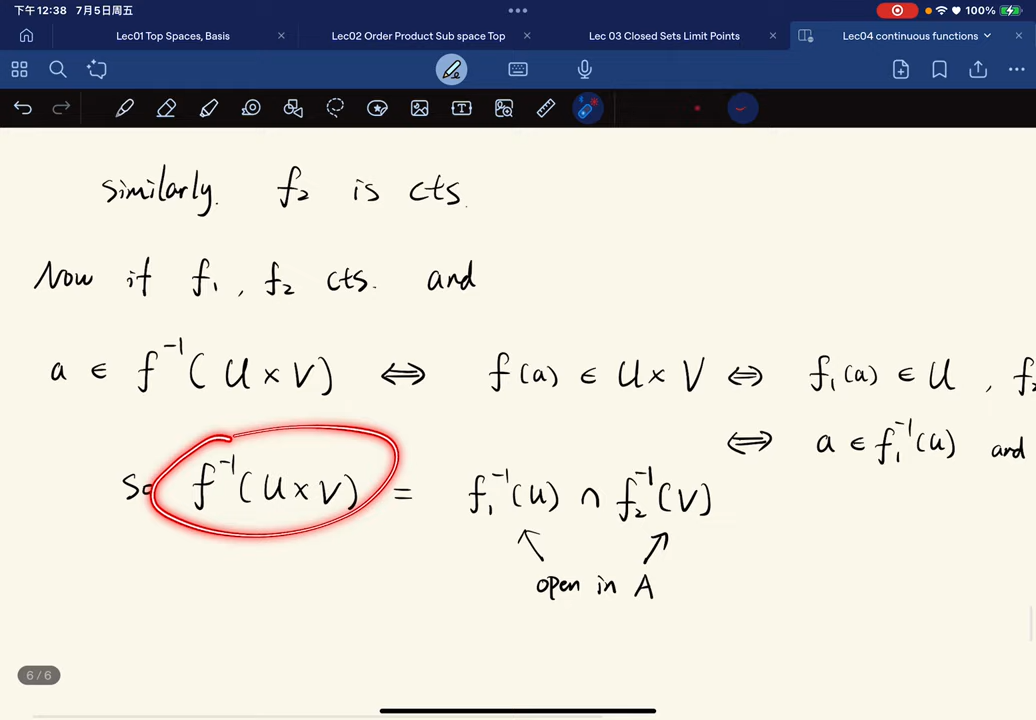 下午12:38 7月5日周五
100%
Lec01 Top Spaces, Basis
Lec02 Order Product Sub space Top
Lec 03 Closed Sets Limit Points
Lec04 continuous functions
similarly. f₂ is cts.
Now if f₁, f₂ cts. and
a ∈ f⁻¹(U×V) ⇔ f(a) ∈ U×V ⇔ f₁(a) ∈ U, f₂
⇔ a ∈ f₁⁻¹(U) and
So f⁻¹(U×V) = f₁⁻¹(U) ∩ f₂⁻¹(V)
open in A
6 / 6